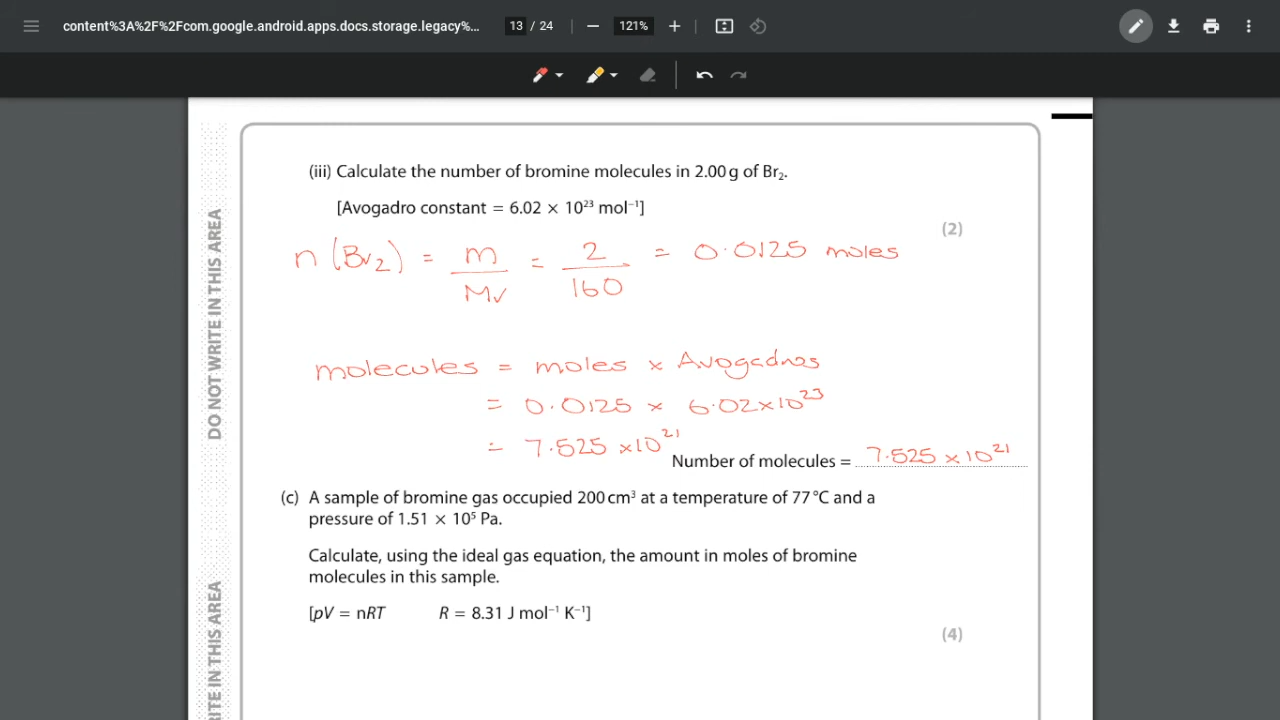 content%3A%2F%2Fcom.google.android.apps.docs.storage.legacy%... 13 / 24 121%
(iii) Calculate the number of bromine molecules in 2.00 g of Br₂.
[Avogadro constant = 6.02 × 10²³ mol⁻¹]
(2)
n (Br₂) = m/Mr = 2/160 = 0.0125 moles
molecules = moles × Avogadros
= 0.0125 × 6.02×10²³
= 7.525 ×10²¹
Number of molecules = 7.525 ×10²¹
(c) A sample of bromine gas occupied 200 cm³ at a temperature of 77 °C and a
pressure of 1.51 × 10⁵ Pa.
Calculate, using the ideal gas equation, the amount in moles of bromine
molecules in this sample.
[pV = nRT R = 8.31 J mol⁻¹ K⁻¹]
(4)
DO NOT WRITE IN THIS AREA
ITE IN THIS AREA